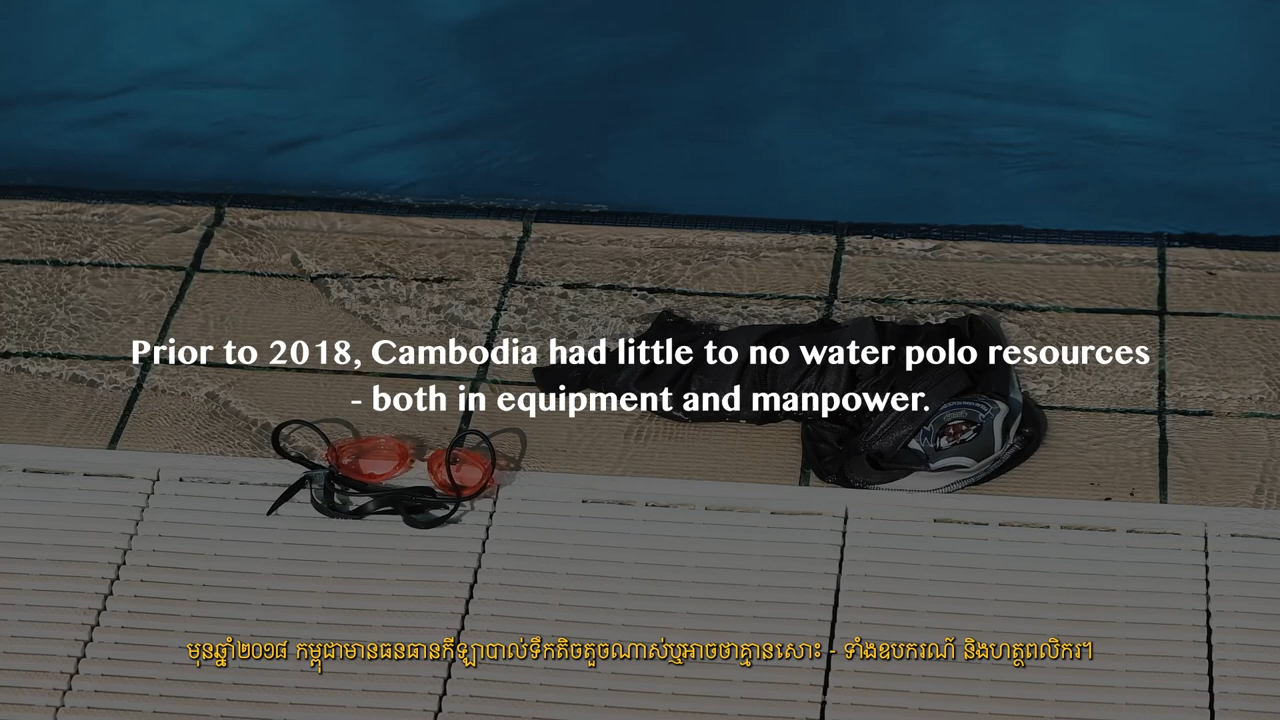 Prior to 2018, Cambodia had little to no water polo resources
- both in equipment and manpower.
មុនឆ្នាំ២០១៨ កម្ពុជាមានធនធានកីឡាបាល់ទឹកតិចតួចណាស់ឬអាចថាគ្មានសោះ - ទាំងឧបករណ៍ និងហត្ថពលិករ។